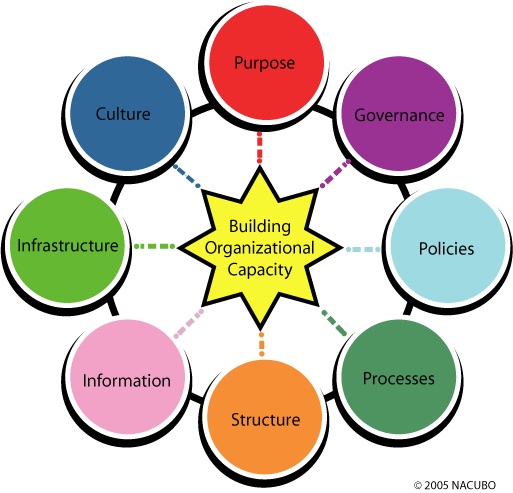 Purpose
Culture
Governance
Building
Organizational
Capacity
Infrastructure
Policies
Information
Processes
Structure
© 2005 NACUBO